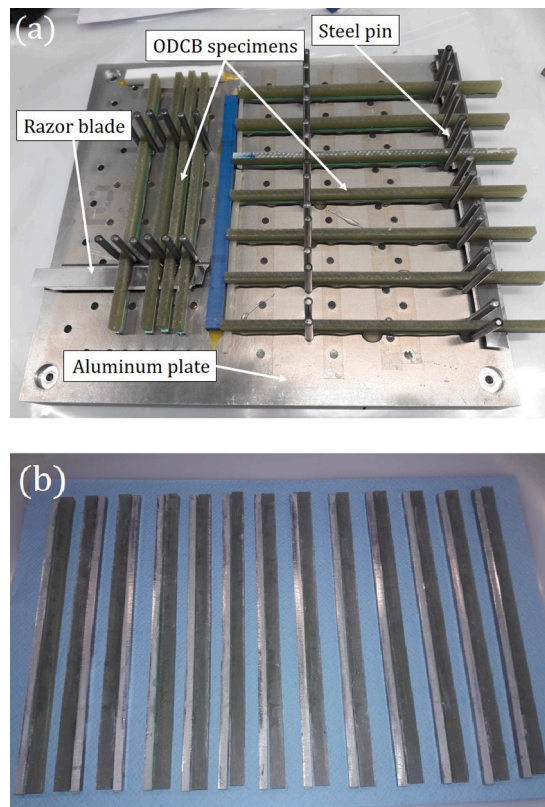 (a)
ODCB specimens
Steel pin
Razor blade
Aluminum plate
(b)